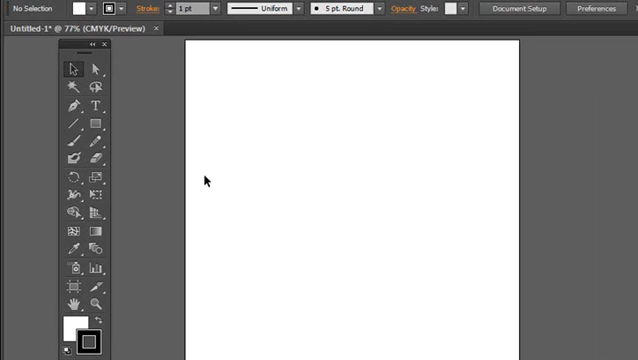 No Selection Stroke: 1 pt Uniform 5 pt. Round Opacity Style: Document Setup Preferences
Untitled-1* @ 77% (CMYK/Preview) ×
T